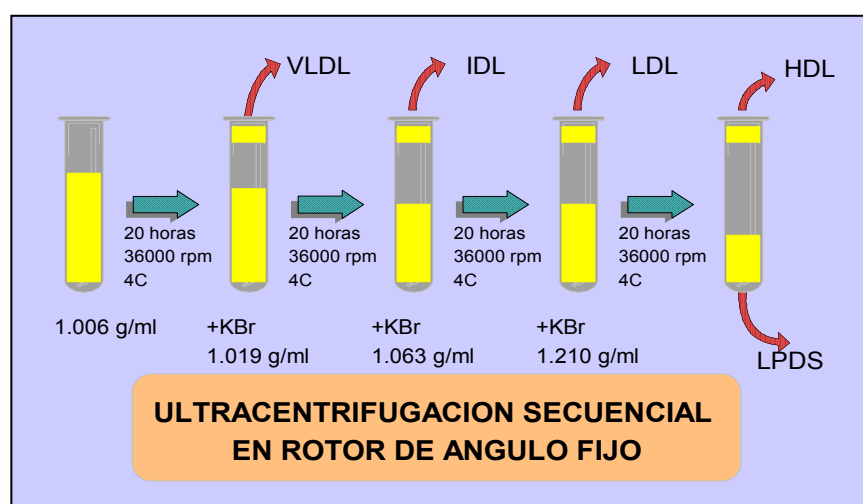 VLDL
IDL
LDL
HDL
20 horas
36000 rpm
4C
20 horas
36000 rpm
4C
20 horas
36000 rpm
4C
20 horas
36000 rpm
4C
1.006 g/ml
+KBr
1.019 g/ml
+KBr
1.063 g/ml
+KBr
1.210 g/ml
LPDS
ULTRACENTRIFUGACION SECUENCIAL
EN ROTOR DE ANGULO FIJO